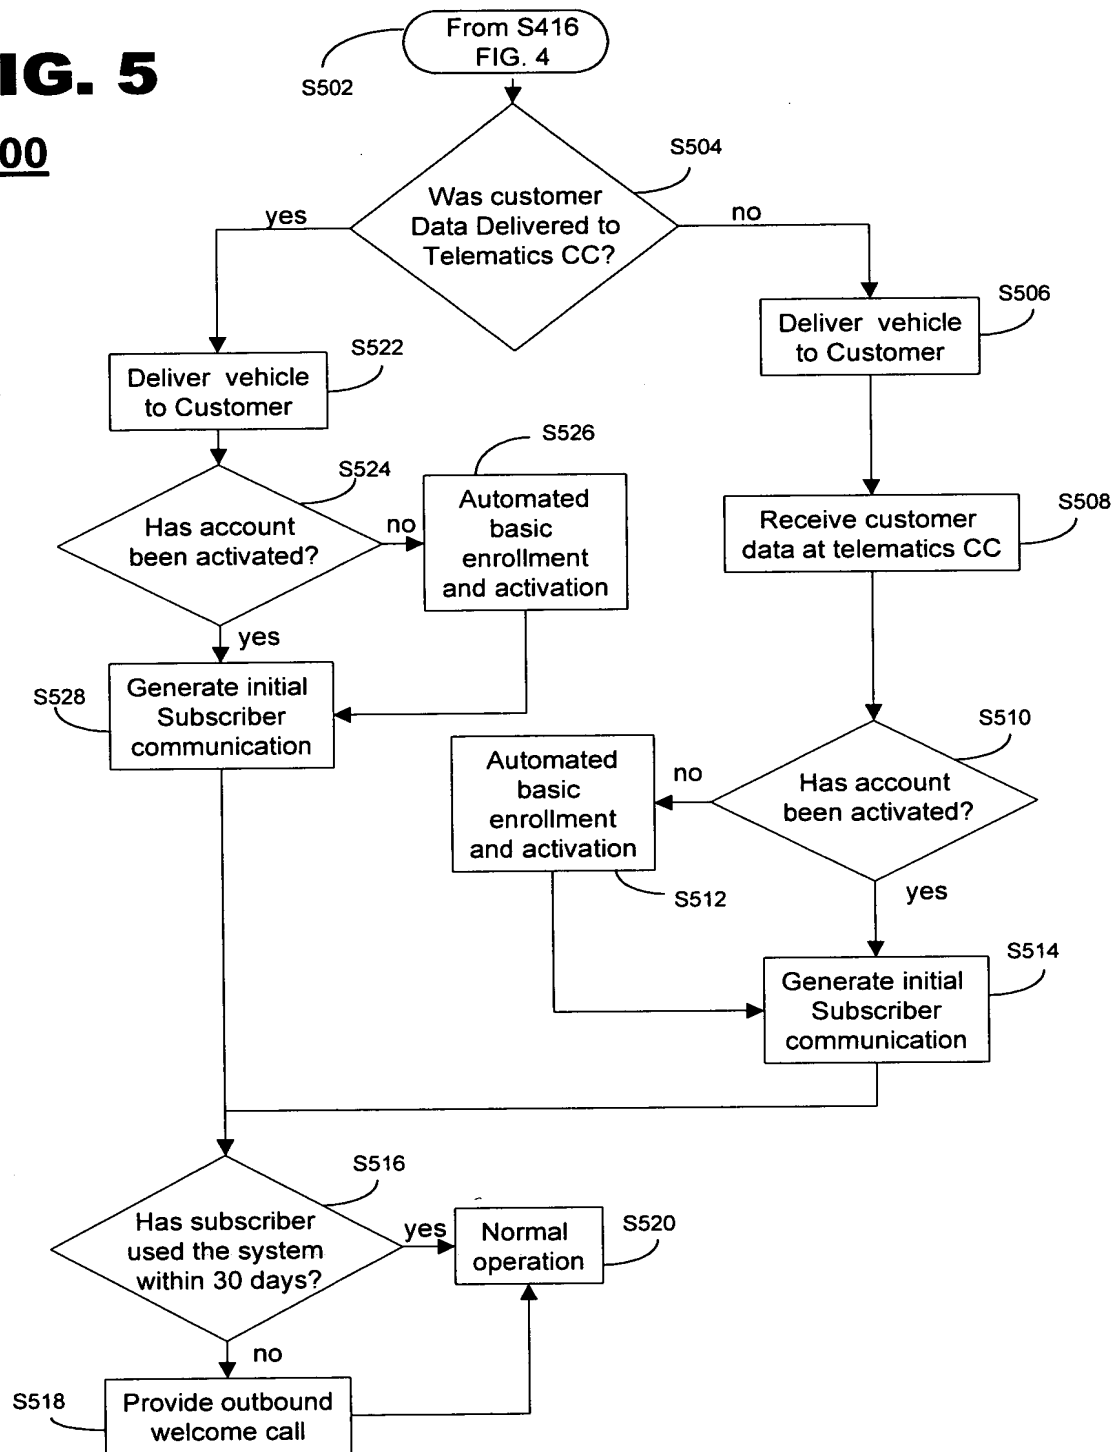 From S416
FIG. 4
S502
IG. 5
00
S504
Was customer
Data Delivered to
Telematics CC?
yes
no
S506
Deliver vehicle
to Customer
S522
Deliver vehicle
to Customer
S526
S524
Has account
been activated?
no
Automated
basic
enrollment
and activation
S508
Receive customer
data at telematics CC
yes
S528
Generate initial
Subscriber
communication
S510
Has account
been activated?
no
Automated
basic
enrollment
and activation
S512
yes
S514
Generate initial
Subscriber
communication
S516
Has subscriber
used the system
within 30 days?
yes
Normal
operation
S520
no
S518
Provide outbound
welcome call